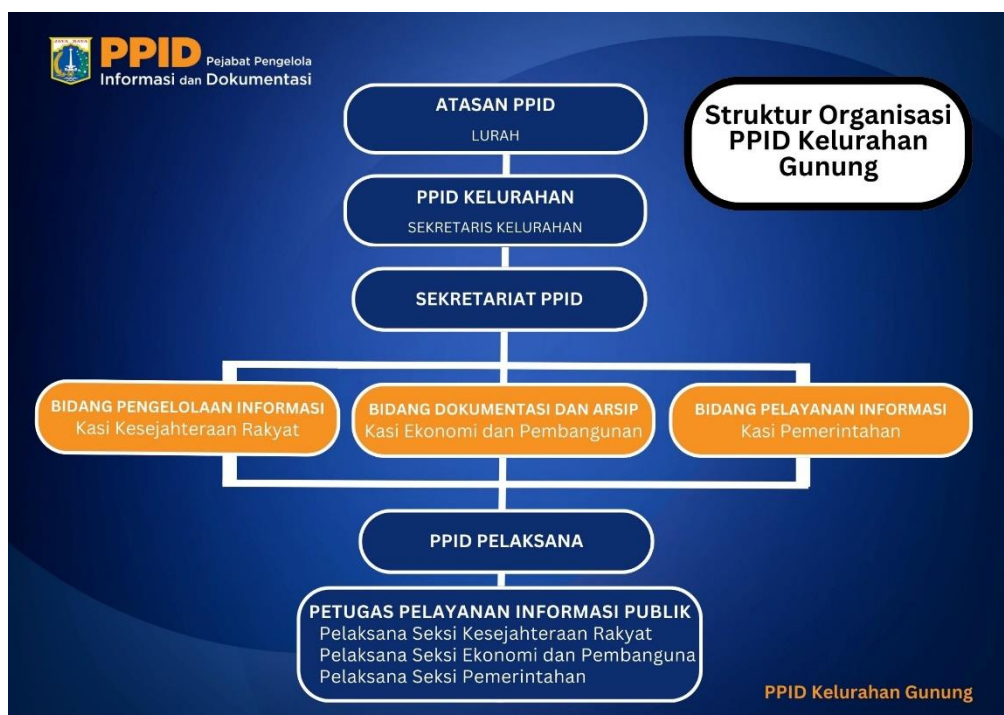 JAYA RAYA
PPID Pejabat Pengelola
Informasi dan Dokumentasi
Struktur Organisasi
PPID Kelurahan
Gunung
ATASAN PPID
LURAH
PPID KELURAHAN
SEKRETARIS KELURAHAN
SEKRETARIAT PPID
BIDANG PENGELOLAAN INFORMASI
Kasi Kesejahteraan Rakyat
BIDANG DOKUMENTASI DAN ARSIP
Kasi Ekonomi dan Pembangunan
BIDANG PELAYANAN INFORMASI
Kasi Pemerintahan
PPID PELAKSANA
PETUGAS PELAYANAN INFORMASI PUBLIK
Pelaksana Seksi Kesejahteraan Rakyat
Pelaksana Seksi Ekonomi dan Pembanguna
Pelaksana Seksi Pemerintahan
PPID Kelurahan Gunung